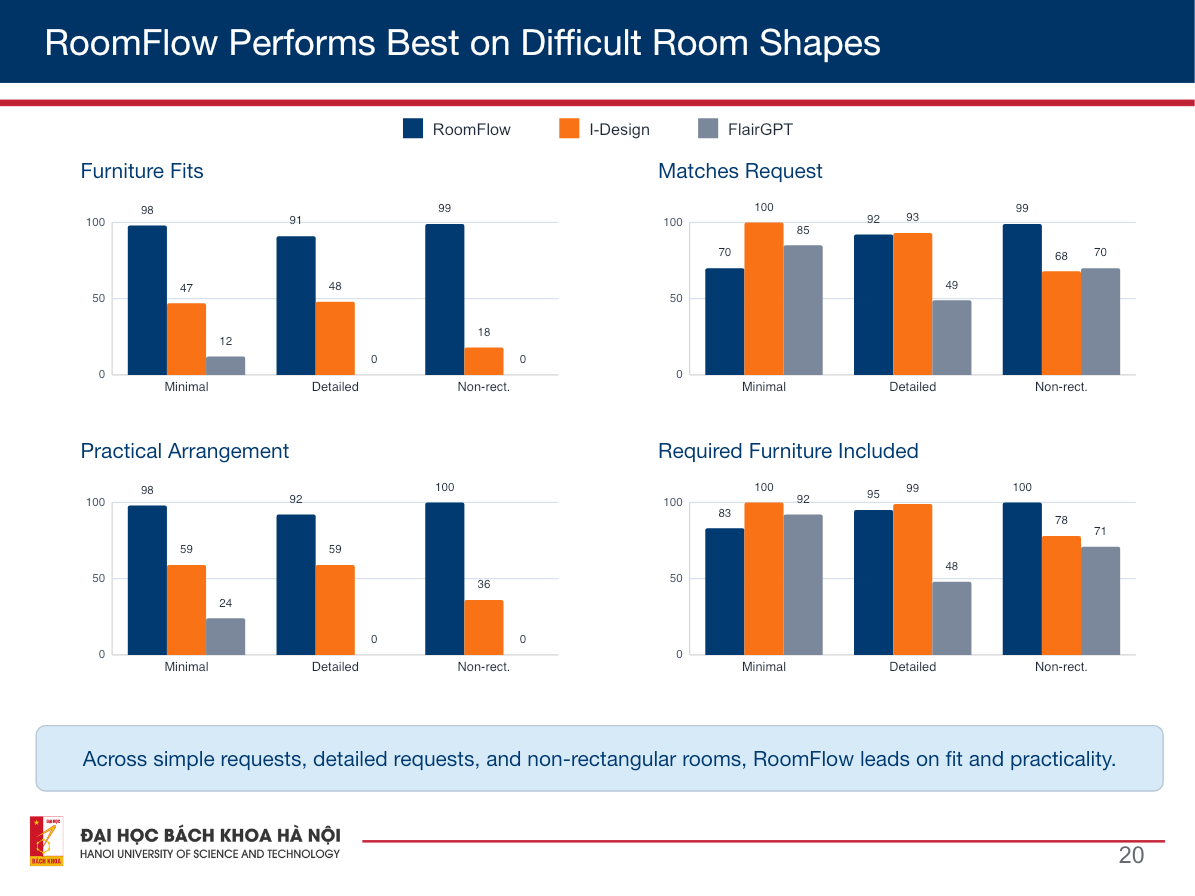 RoomFlow Performs Best on Difficult Room Shapes
RoomFlow I-Design FlairGPT
Furniture Fits
100
50
0
98 47 12
91 48 0
99 18 0
Minimal Detailed Non-rect.
Matches Request
100
50
0
70 100 85
92 93 49
99 68 70
Minimal Detailed Non-rect.
Practical Arrangement
100
50
0
98 59 24
92 59 0
100 36 0
Minimal Detailed Non-rect.
Required Furniture Included
100
50
0
83 100 92
95 99 48
100 78 71
Minimal Detailed Non-rect.
Across simple requests, detailed requests, and non-rectangular rooms, RoomFlow leads on fit and practicality.
ĐẠI HỌC
BÁCH KHOA
ĐẠI HỌC BÁCH KHOA HÀ NỘI
HANOI UNIVERSITY OF SCIENCE AND TECHNOLOGY
20